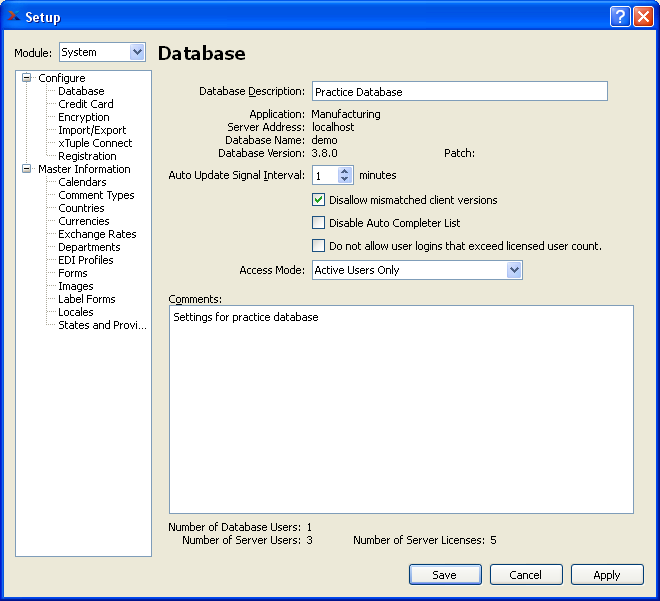 Setup
Module: System
Configure
Database
Credit Card
Encryption
Import/Export
xTuple Connect
Registration
Master Information
Calendars
Comment Types
Countries
Currencies
Exchange Rates
Departments
EDI Profiles
Forms
Images
Label Forms
Locales
States and Provi...
Database
Database Description: Practice Database
Application: Manufacturing
Server Address: localhost
Database Name: demo
Database Version: 3.8.0 Patch:
Auto Update Signal Interval: 1 minutes
Disallow mismatched client versions
Disable Auto Completer List
Do not allow user logins that exceed licensed user count.
Access Mode: Active Users Only
Comments:
Settings for practice database
Number of Database Users: 1
Number of Server Users: 3 Number of Server Licenses: 5
Save Cancel Apply